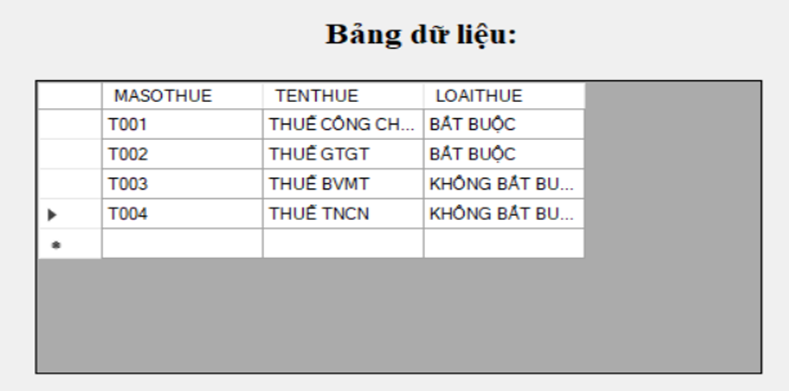 Bảng dữ liệu:
MASOTHUE TENTHUE LOAITHUE
T001 THUẾ CÔNG CH... BẮT BUỘC
T002 THUẾ GTGT BẮT BUỘC
T003 THUẾ BVMT KHÔNG BẮT BU...
T004 THUẾ TNCN KHÔNG BẮT BU...